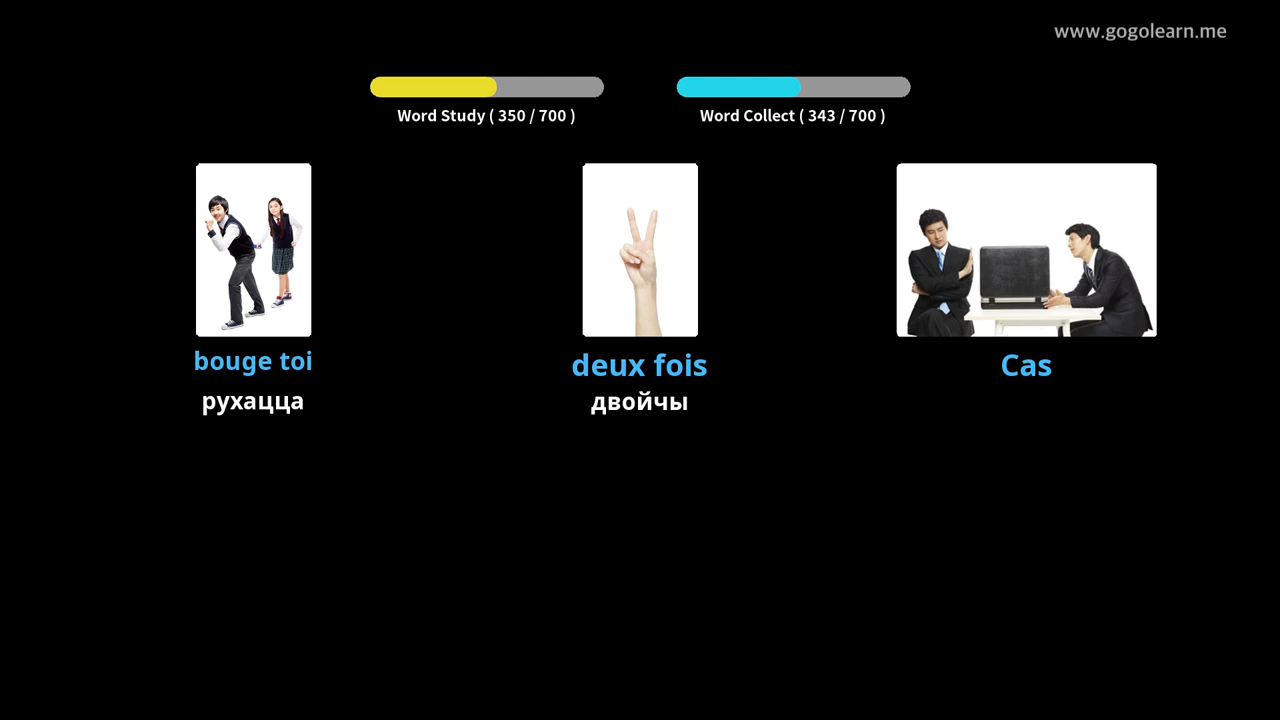 www.gogolearn.me
Word Study ( 350 / 700 )
Word Collect ( 343 / 700 )
bouge toi
deux fois
Cas
рухацца
двойчы